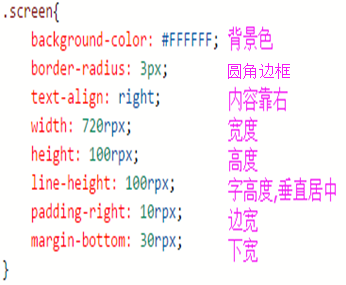 .screen{
background-color: #FFFFFF; 背景色
border-radius: 3px; 圆角边框
text-align: right; 内容靠右
width: 720rpx; 宽度
height: 100rpx; 高度
line-height: 100rpx; 字高度,垂直居中
padding-right: 10rpx; 边宽
margin-bottom: 30rpx; 下宽
}